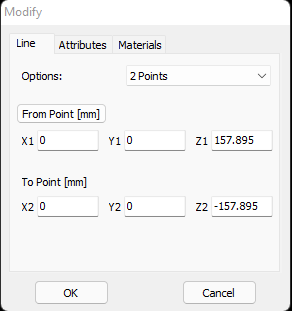 Modify
Line Attributes Materials
Options: 2 Points
From Point [mm]
X1 0 Y1 0 Z1 157.895
To Point [mm]
X2 0 Y2 0 Z2 -157.895
OK Cancel